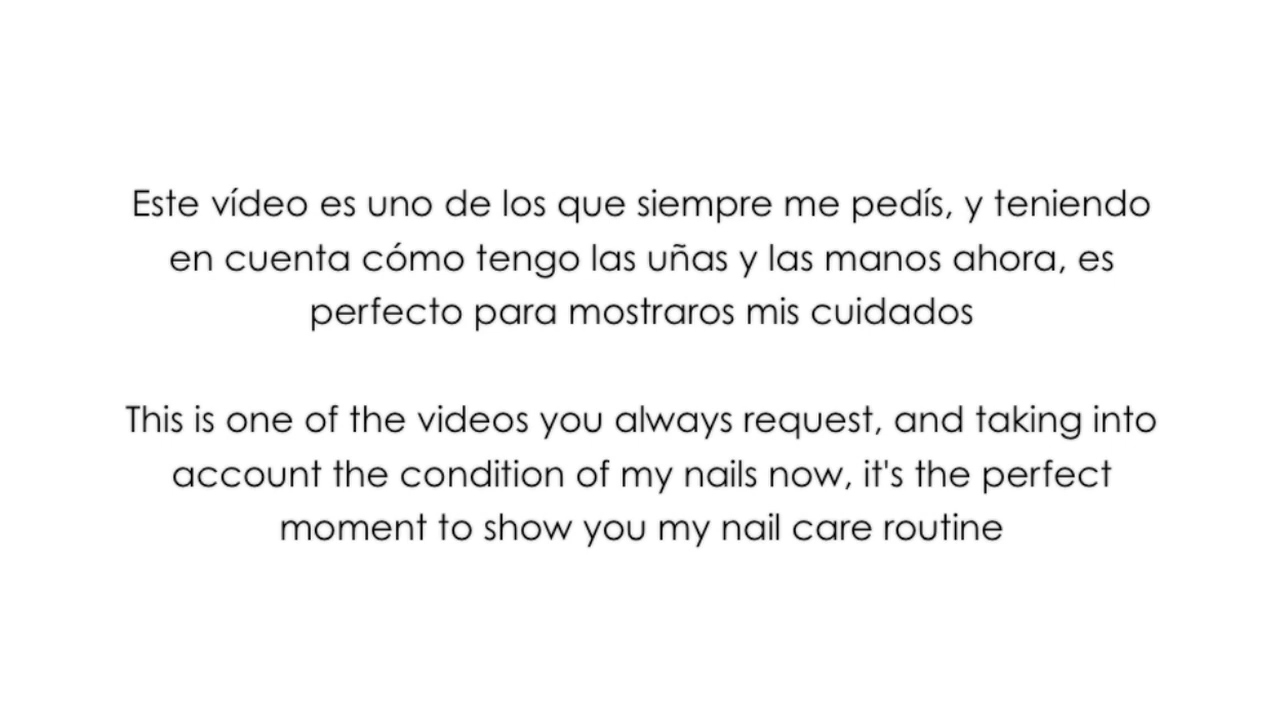 Este vídeo es uno de los que siempre me pedís, y teniendo
en cuenta cómo tengo las uñas y las manos ahora, es
perfecto para mostraros mis cuidados
This is one of the videos you always request, and taking into
account the condition of my nails now, it's the perfect
moment to show you my nail care routine